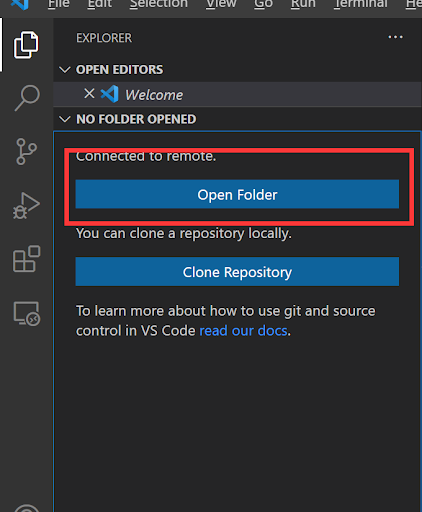 File Edit Selection View Go Run Terminal
EXPLORER
OPEN EDITORS
Welcome
NO FOLDER OPENED
Connected to remote.
Open Folder
You can clone a repository locally.
Clone Repository
To learn more about how to use git and source
control in VS Code read our docs.